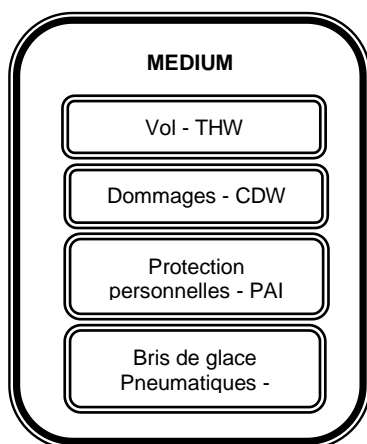 MEDIUM
Vol - THW
Dommages - CDW
Protection
personnelles - PAI
Bris de glace
Pneumatiques -